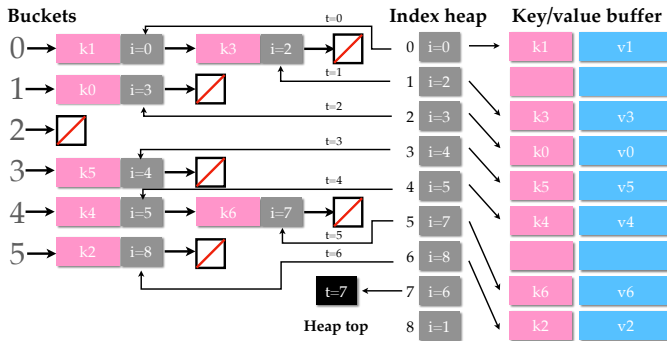 Buckets t=0 Index heap Key/value buffer
0 k1 i=0 k3 i=2 0 i=0 k1 v1
t=1
1 k0 i=3 1 i=2
t=2
2 2 i=3 k3 v3
t=3
3 i=4 k0 v0
3 k5 i=4
t=4
4 i=5 k5 v5
4 k4 i=5 k6 i=7 5 i=7 k4 v4
t=5
5 k2 i=8 t=6 6 i=8
t=7 7 i=6 k6 v6
Heap top 8 i=1 k2 v2